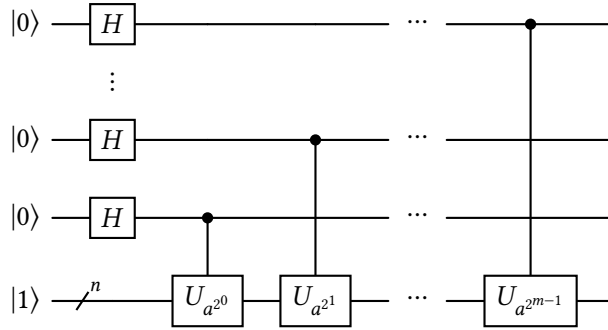 |0⟩ H ···
⋮
|0⟩ H ···
|0⟩ H ···
|1⟩ n U_{a^{2^0}} U_{a^{2^1}} ··· U_{a^{2^{m−1}}}